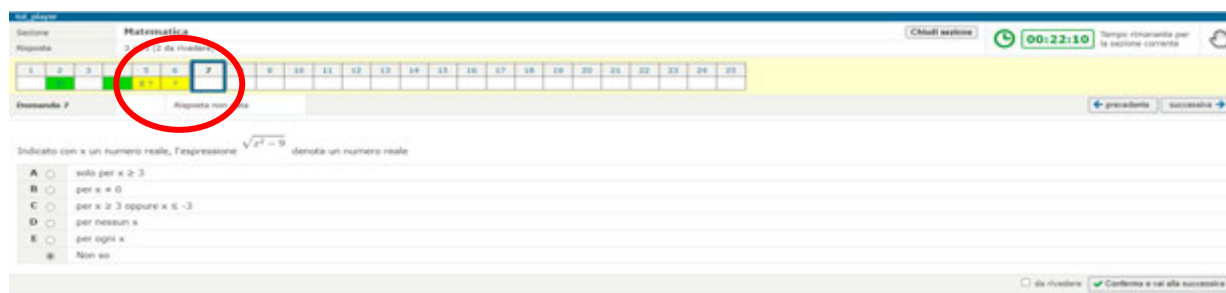 tol_player
Sezione Matematica Chiudi sezione 00:22:10 Tempo rimanente per la sezione corrente
Risposta (2 da rivedere)
1 2 3 5 6 7 9 10 11 12 13 14 15 16 17 18 19 20 21 22 23 24 25
Domanda 7 Risposta non precedente successiva
Indicato con x un numero reale, l'espressione √x² − 9 denota un numero reale
A solo per x ≥ 3
B per x ≠ 0
C per x ≥ 3 oppure x ≤ -3
D per nessun x
E per ogni x
Non so
da rivedere Conferma e vai alla successiva